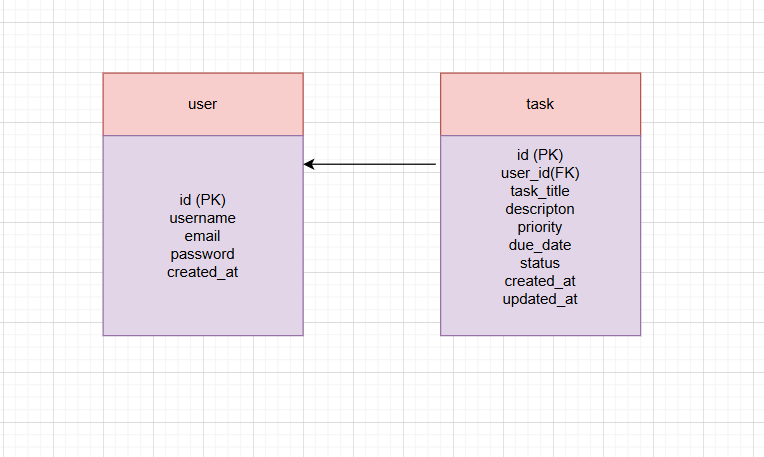 user
id (PK)
username
email
password
created_at
task
id (PK)
user_id(FK)
task_title
descripton
priority
due_date
status
created_at
updated_at